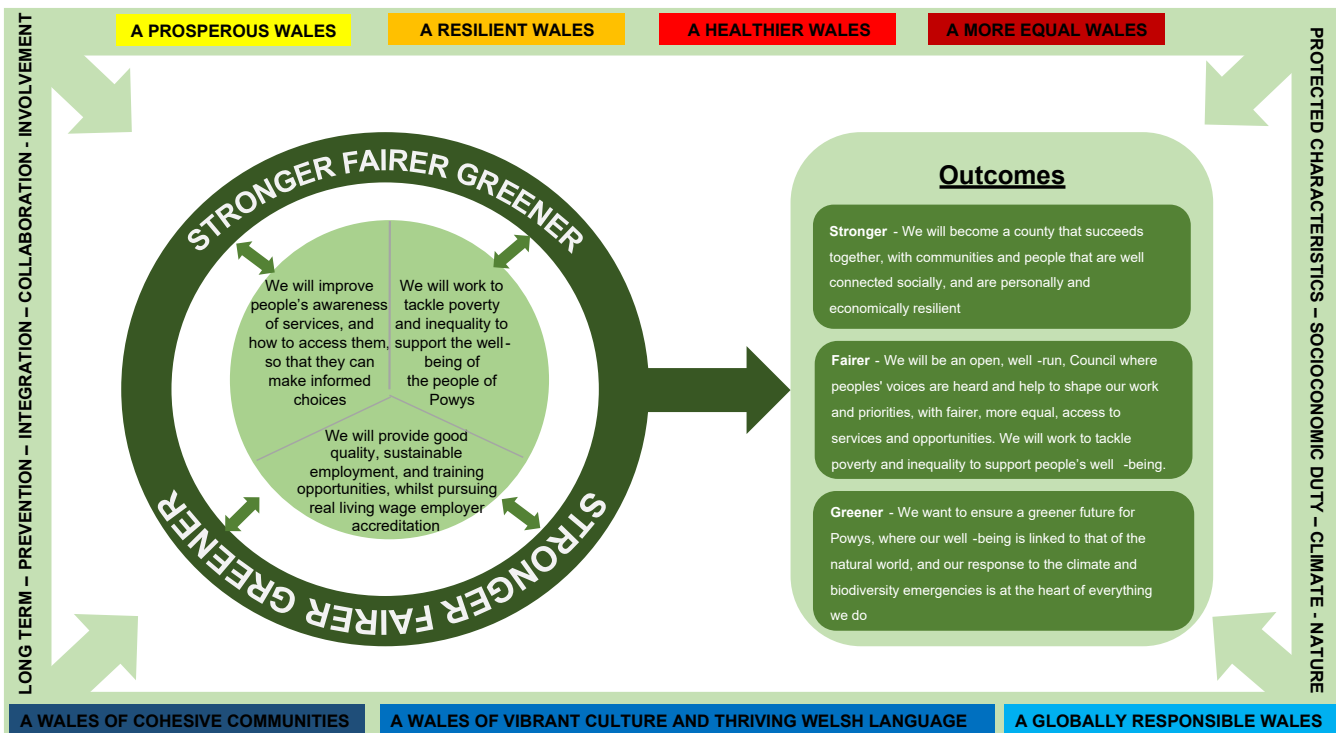 A PROSPEROUS WALES
A RESILIENT WALES
A HEALTHIER WALES
A MORE EQUAL WALES
LONG TERM – PREVENTION – INTEGRATION – COLLABORATION - INVOLVEMENT
PROTECTED CHARACTERISTICS – SOCIOECONOMIC DUTY – CLIMATE - NATURE
STRONGER FAIRER GREENER
We will improve
people's awareness
of services, and
how to access them,
so that they can
make informed
choices
We will work to
tackle poverty
and inequality to
support the well-
being of
the people of
Powys
We will provide good
quality, sustainable
employment, and training
opportunities, whilst pursuing
real living wage employer
accreditation
STRONGER FAIRER GREENER
Outcomes
Stronger - We will become a county that succeeds
together, with communities and people that are well
connected socially, and are personally and
economically resilient
Fairer - We will be an open, well -run, Council where
peoples' voices are heard and help to shape our work
and priorities, with fairer, more equal, access to
services and opportunities. We will work to tackle
poverty and inequality to support people's well -being.
Greener - We want to ensure a greener future for
Powys, where our well -being is linked to that of the
natural world, and our response to the climate and
biodiversity emergencies is at the heart of everything
we do
A WALES OF COHESIVE COMMUNITIES
A WALES OF VIBRANT CULTURE AND THRIVING WELSH LANGUAGE
A GLOBALLY RESPONSIBLE WALES